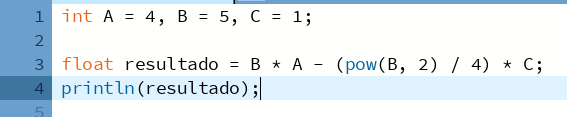 1 int A = 4, B = 5, C = 1;
2
3 float resultado = B * A - (pow(B, 2) / 4) * C;
4 println(resultado);
5